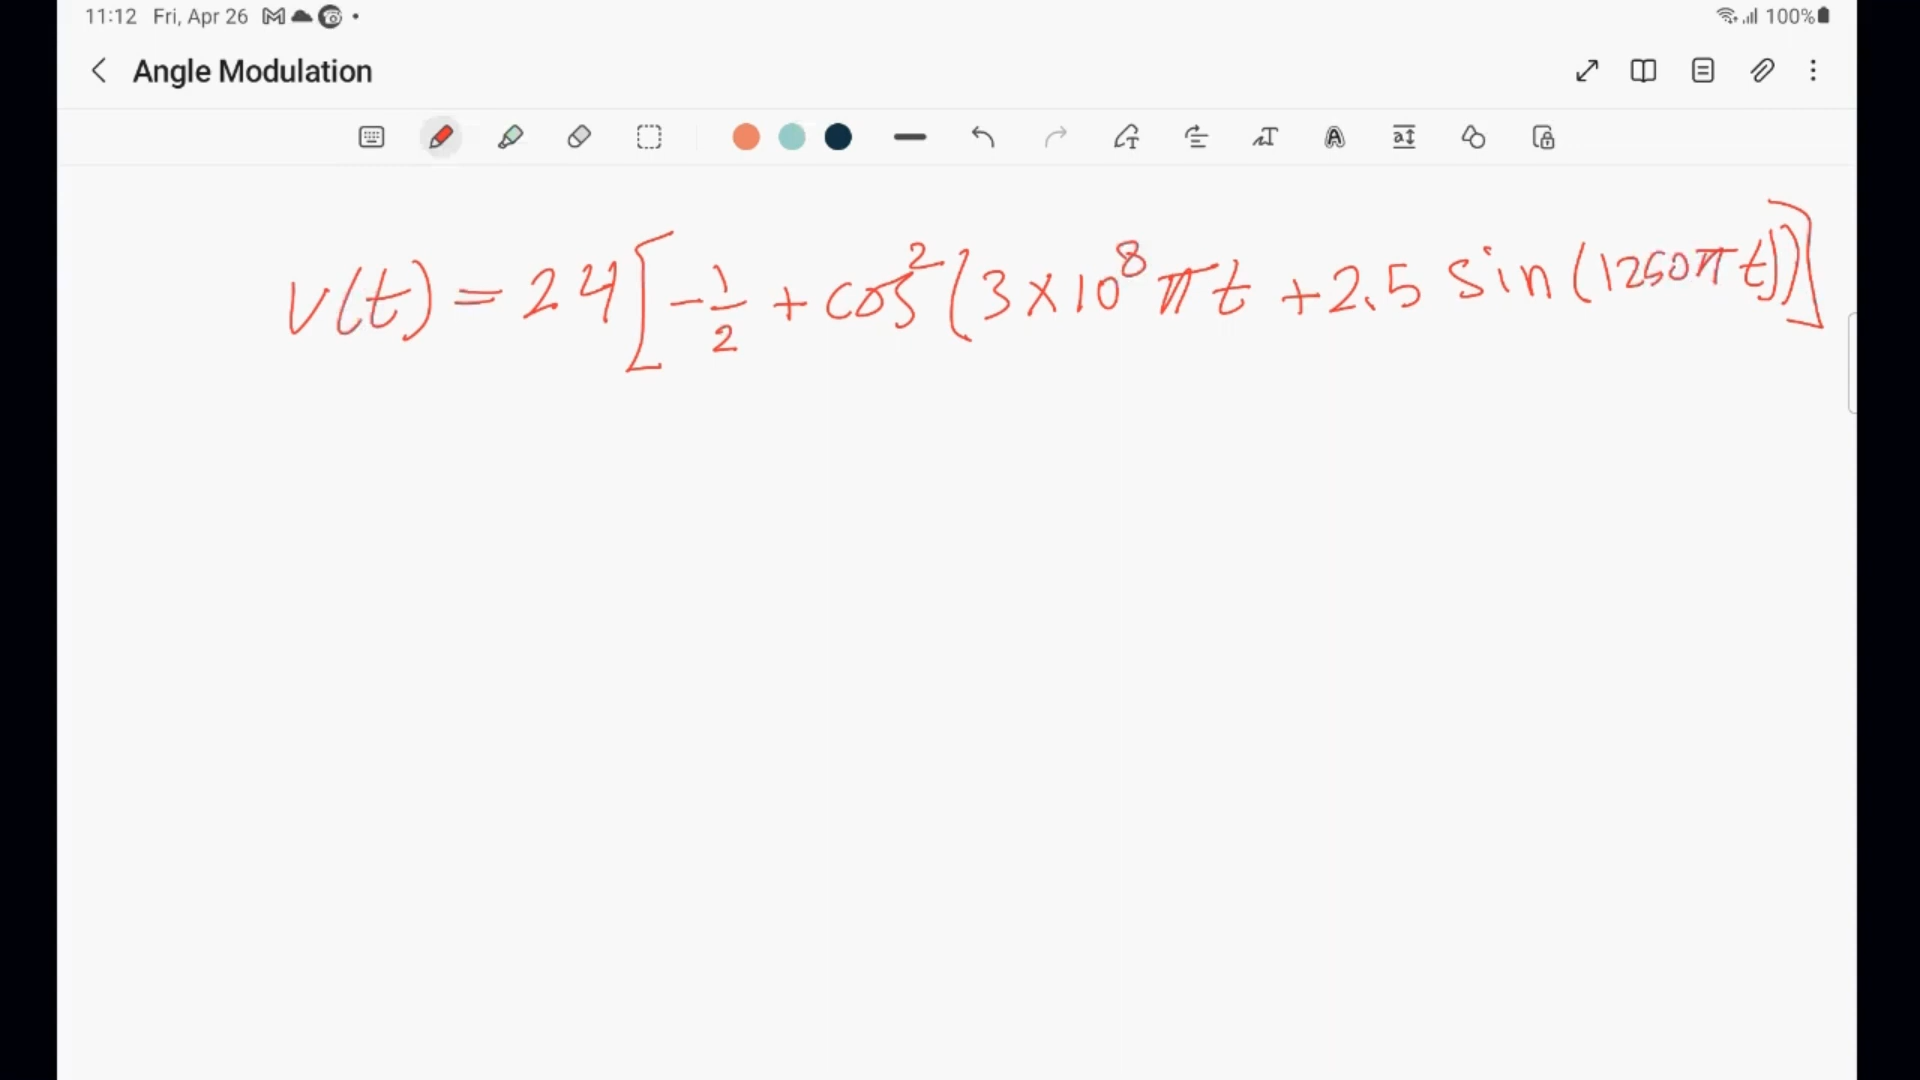 11:12 Fri, Apr 26 100%
Angle Modulation
V(t) = 24[-1/2 + cos²(3×10⁸πt + 2.5 sin(1250πt))]